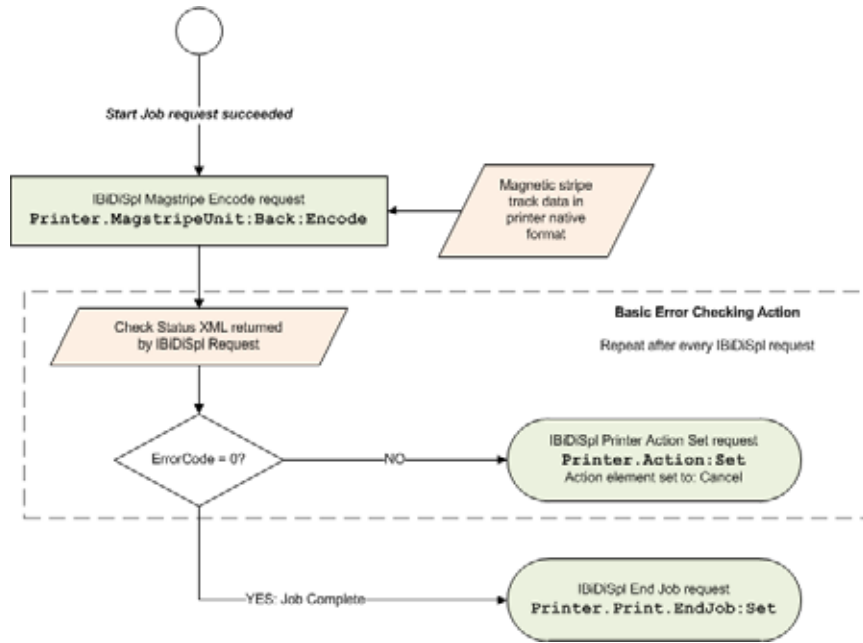 Start Job request succeeded
IBiDiSpl Magstripe Encode request
Printer.MagstripeUnit:Back:Encode
Magnetic stripe
track data in
printer native
format
Check Status XML returned
by IBiDiSpl Request
Basic Error Checking Action
Repeat after every IBiDiSpl request
ErrorCode = 0?
NO
IBiDiSpl Printer Action Set request
Printer.Action:Set
Action element set to: Cancel
YES: Job Complete
IBiDiSpl End Job request
Printer.Print.EndJob:Set